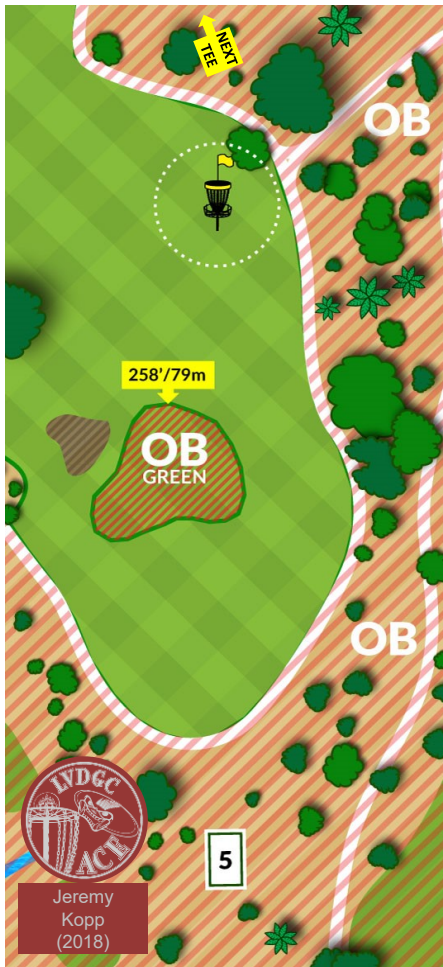 NEXT
TEE
OB
258'/79m
OB
GREEN
OB
LVDGC
ACE
5
Jeremy
Kopp
(2018)